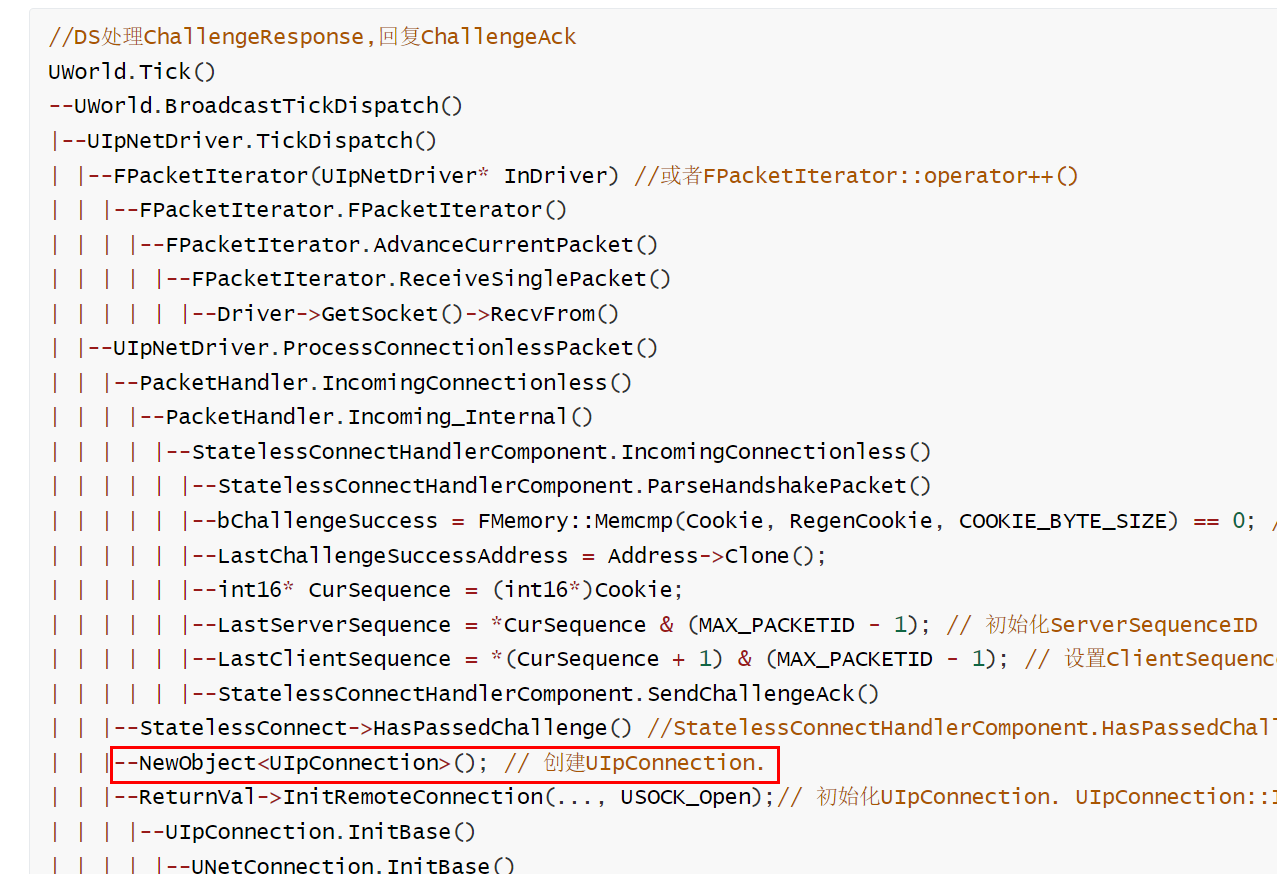 //DS处理ChallengeResponse,回复ChallengeAck
UWorld.Tick()
--UWorld.BroadcastTickDispatch()
|--UIpNetDriver.TickDispatch()
| |--FPacketIterator(UIpNetDriver* InDriver) //或者FPacketIterator::operator++()
| | |--FPacketIterator.FPacketIterator()
| | | |--FPacketIterator.AdvanceCurrentPacket()
| | | | |--FPacketIterator.ReceiveSinglePacket()
| | | | | |--Driver->GetSocket()->RecvFrom()
| |--UIpNetDriver.ProcessConnectionlessPacket()
| | |--PacketHandler.IncomingConnectionless()
| | | |--PacketHandler.Incoming_Internal()
| | | | |--StatelessConnectHandlerComponent.IncomingConnectionless()
| | | | | |--StatelessConnectHandlerComponent.ParseHandshakePacket()
| | | | | |--bChallengeSuccess = FMemory::Memcmp(Cookie, RegenCookie, COOKIE_BYTE_SIZE) == 0; /
| | | | | |--LastChallengeSuccessAddress = Address->Clone();
| | | | | |--int16* CurSequence = (int16*)Cookie;
| | | | | |--LastServerSequence = *CurSequence & (MAX_PACKETID - 1); // 初始化ServerSequenceID
| | | | | |--LastClientSequence = *(CurSequence + 1) & (MAX_PACKETID - 1); // 设置ClientSequenc
| | | | | |--StatelessConnectHandlerComponent.SendChallengeAck()
| | |--StatelessConnect->HasPassedChallenge() //StatelessConnectHandlerComponent.HasPassedChall
| | |--NewObject<UIpConnection>(); // 创建UIpConnection.
| | |--ReturnVal->InitRemoteConnection(..., USOCK_Open);// 初始化UIpConnection. UIpConnection::I
| | | |--UIpConnection.InitBase()
| | | | |--UNetConnection.InitBase()